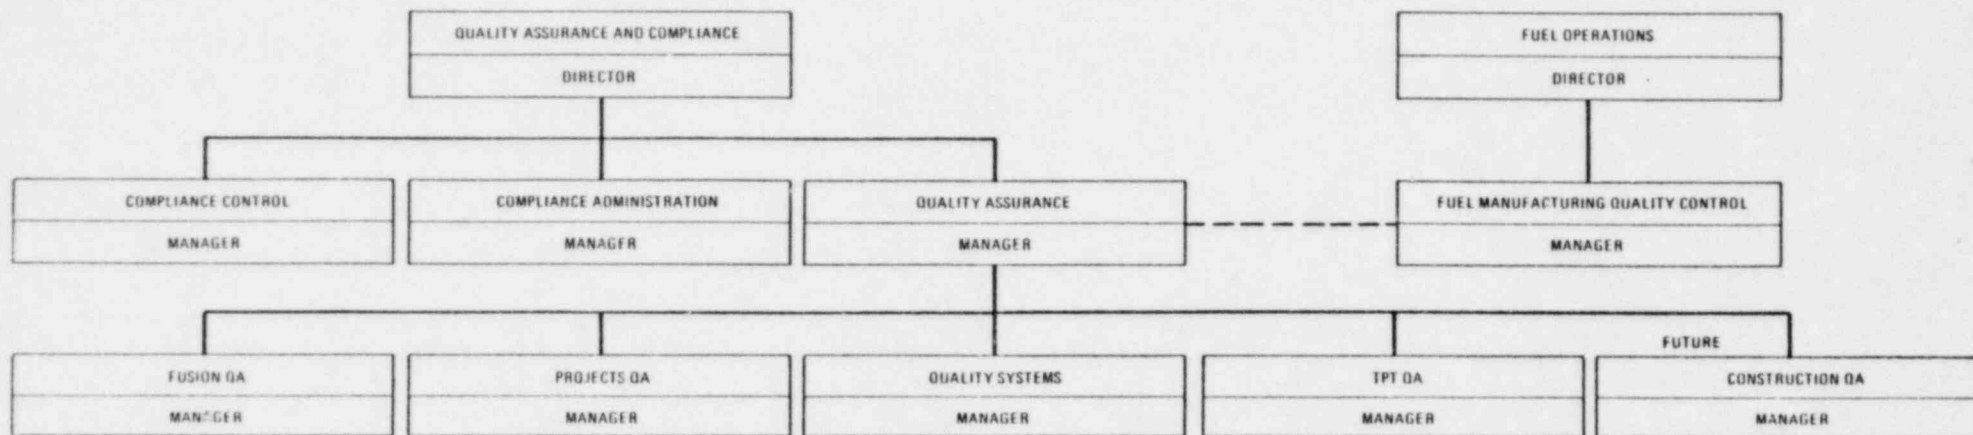 QUALITY ASSURANCE AND COMPLIANCE
DIRECTOR
FUEL OPERATIONS
DIRECTOR
COMPLIANCE CONTROL
MANAGER
COMPLIANCE ADMINISTRATION
MANAGER
QUALITY ASSURANCE
MANAGER
FUEL MANUFACTURING QUALITY CONTROL
MANAGER
FUSION QA
MANAGER
PROJECTS QA
MANAGER
QUALITY SYSTEMS
MANAGER
TPT QA
MANAGER
FUTURE
CONSTRUCTION QA
MANAGER